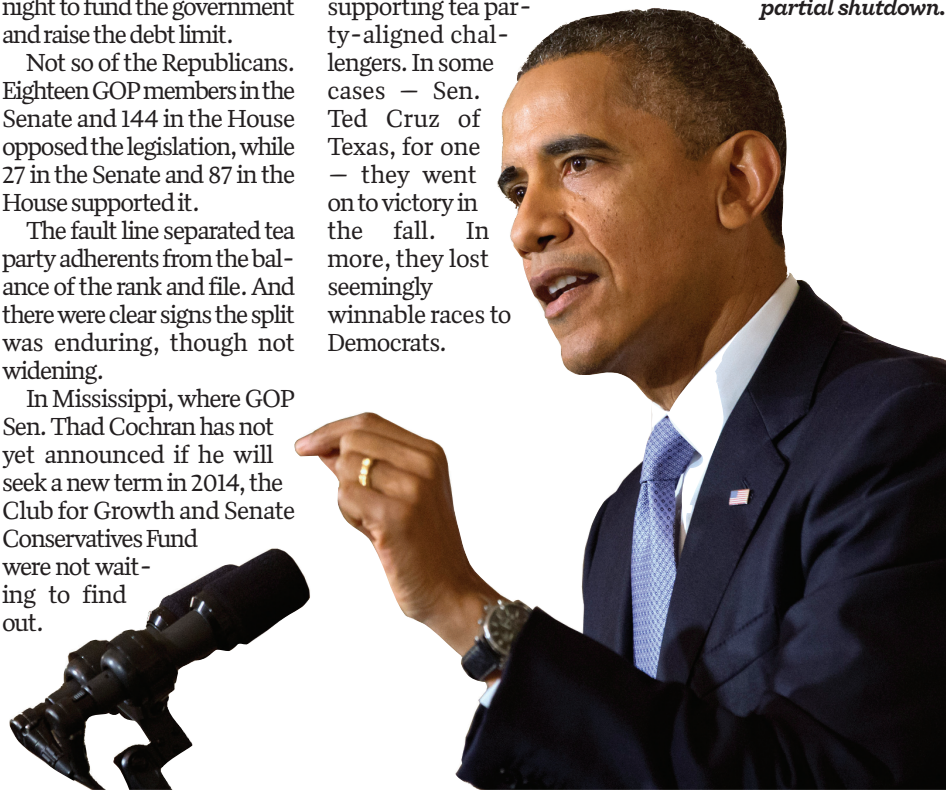 night to fund the government
and raise the debt limit.
Not so of the Republicans.
Eighteen GOP members in the
Senate and 144 in the House
opposed the legislation, while
27 in the Senate and 87 in the
House supported it.
The fault line separated tea
party adherents from the bal-
ance of the rank and file. And
there were clear signs the split
was enduring, though not
widening.
In Mississippi, where GOP
Sen. Thad Cochran has not
yet announced if he will
seek a new term in 2014, the
Club for Growth and Senate
Conservatives Fund
were not wait-
ing to find
out.
supporting tea par-
ty-aligned chal-
lengers. In some
cases — Sen.
Ted Cruz of
Texas, for one
— they went
on to victory in
the fall. In
more, they lost
seemingly
winnable races to
Democrats.
partial shutdown.